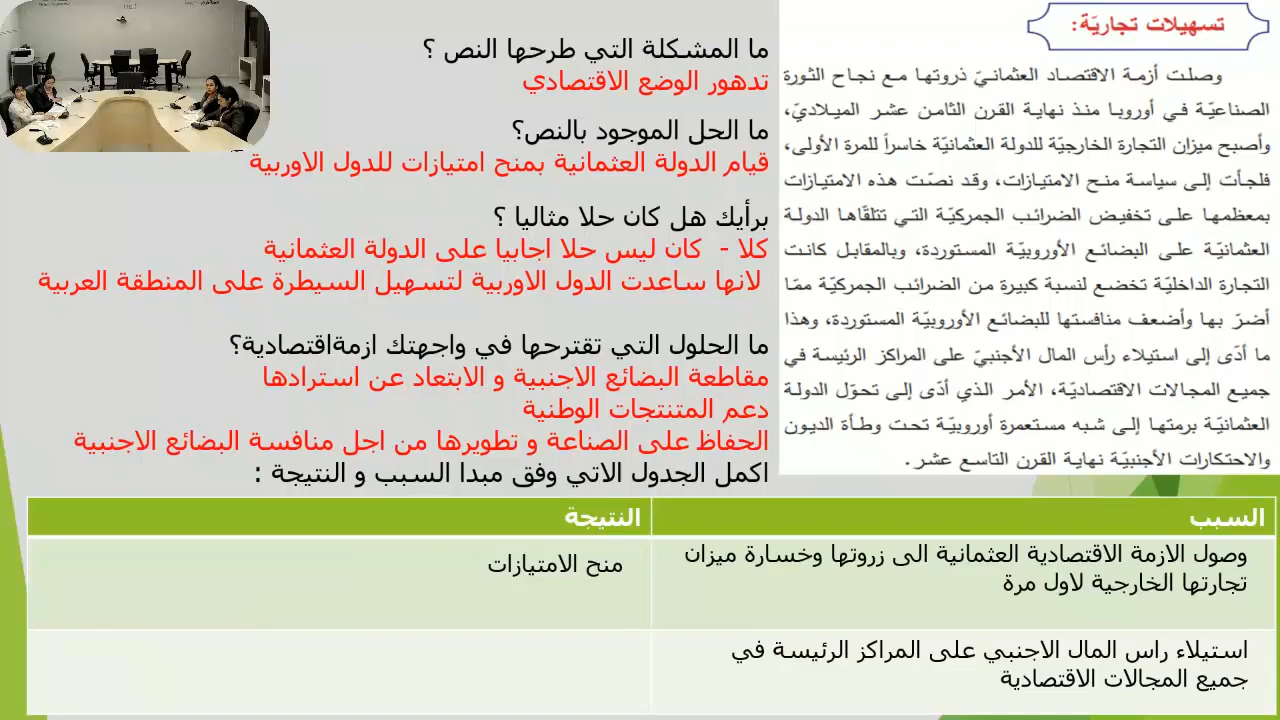 تسهيلات تجاريّة:
وصلت أزمة الاقتصاد العثمانيّ ذروتها مع نجاح الثورة
الصناعيّة في أوروبا منذ نهاية القرن الثامن عشر الميلاديّ،
وأصبح ميزان التجارة الخارجيّة للدولة العثمانيّة خاسراً للمرة الأولى،
فلجأت إلى سياسة منح الامتيازات، وقد نصّت هذه الامتيازات
بمعظمها على تخفيض الضرائب الجمركيّة التي تتلقّاها الدولة
العثمانيّة على البضائع الأوروبيّة المستوردة، وبالمقابل كانت
التجارة الداخليّة تخضع لنسبة كبيرة من الضرائب الجمركيّة ممّا
أضرّ بها وأضعف منافستها للبضائع الأوروبيّة المستوردة، وهذا
ما أدّى إلى استيلاء رأس المال الأجنبيّ على المراكز الرئيسة في
جميع المجالات الاقتصاديّة، الأمر الذي أدّى إلى تحوّل الدولة
العثمانيّة برمتها إلى شبه مستعمرة أوروبيّة تحت وطأة الديون
والاحتكارات الأجنبيّة نهاية القرن التاسع عشر.
ما المشكلة التي طرحها النص ؟
تدهور الوضع الاقتصادي
ما الحل الموجود بالنص؟
قيام الدولة العثمانية بمنح امتيازات للدول الاوربية
برأيك هل كان حلا مثاليا ؟
كلا - كان ليس حلا اجابيا على الدولة العثمانية
لانها ساعدت الدول الاوربية لتسهيل السيطرة على المنطقة العربية
ما الحلول التي تقترحها في واجهتك ازمةاقتصادية؟
مقاطعة البضائع الاجنبية و الابتعاد عن استرادها
دعم المتنتجات الوطنية
الحفاظ على الصناعة و تطويرها من اجل منافسة البضائع الاجنبية
اكمل الجدول الاتي وفق مبدا السبب و النتيجة :
السبب
النتيجة
وصول الازمة الاقتصادية العثمانية الى زروتها وخسارة ميزان
تجارتها الخارجية لاول مرة
منح الامتيازات
استيلاء راس المال الاجنبي على المراكز الرئيسة في
جميع المجالات الاقتصادية